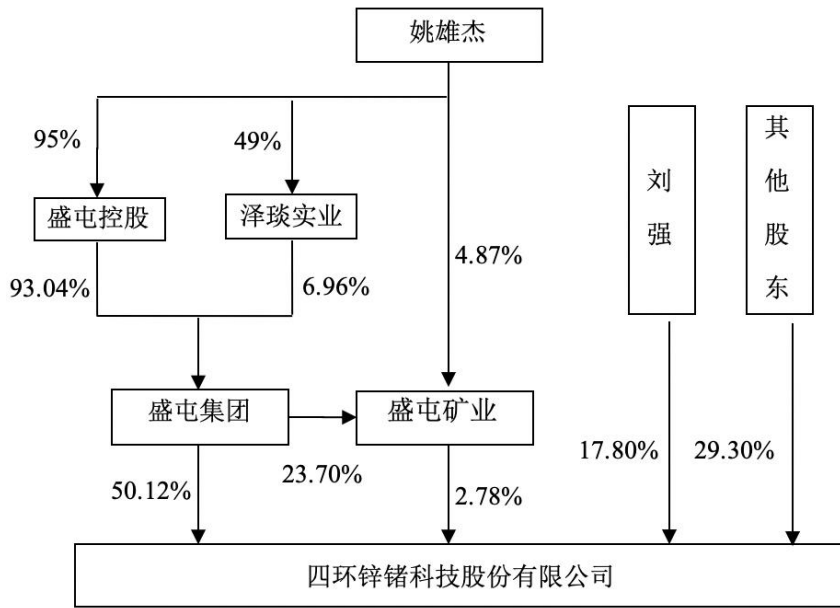 姚雄杰
95%
49%
盛屯控股
泽琰实业
4.87%
刘强
其他股东
93.04%
6.96%
盛屯集团
盛屯矿业
23.70%
50.12%
2.78%
17.80%
29.30%
四环锌锗科技股份有限公司